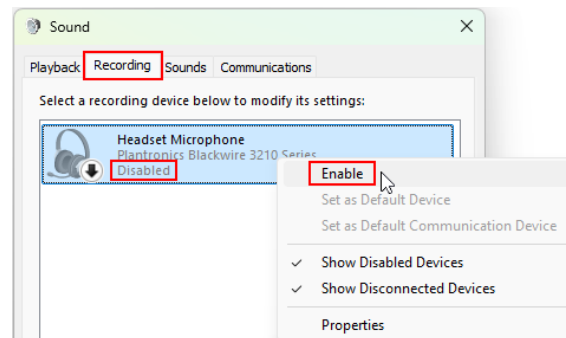 Sound
Playback Recording Sounds Communications
Select a recording device below to modify its settings:
Headset Microphone
Plantronics Blackwire 3210 Series
Disabled
Enable
Set as Default Device
Set as Default Communication Device
Show Disabled Devices
Show Disconnected Devices
Properties